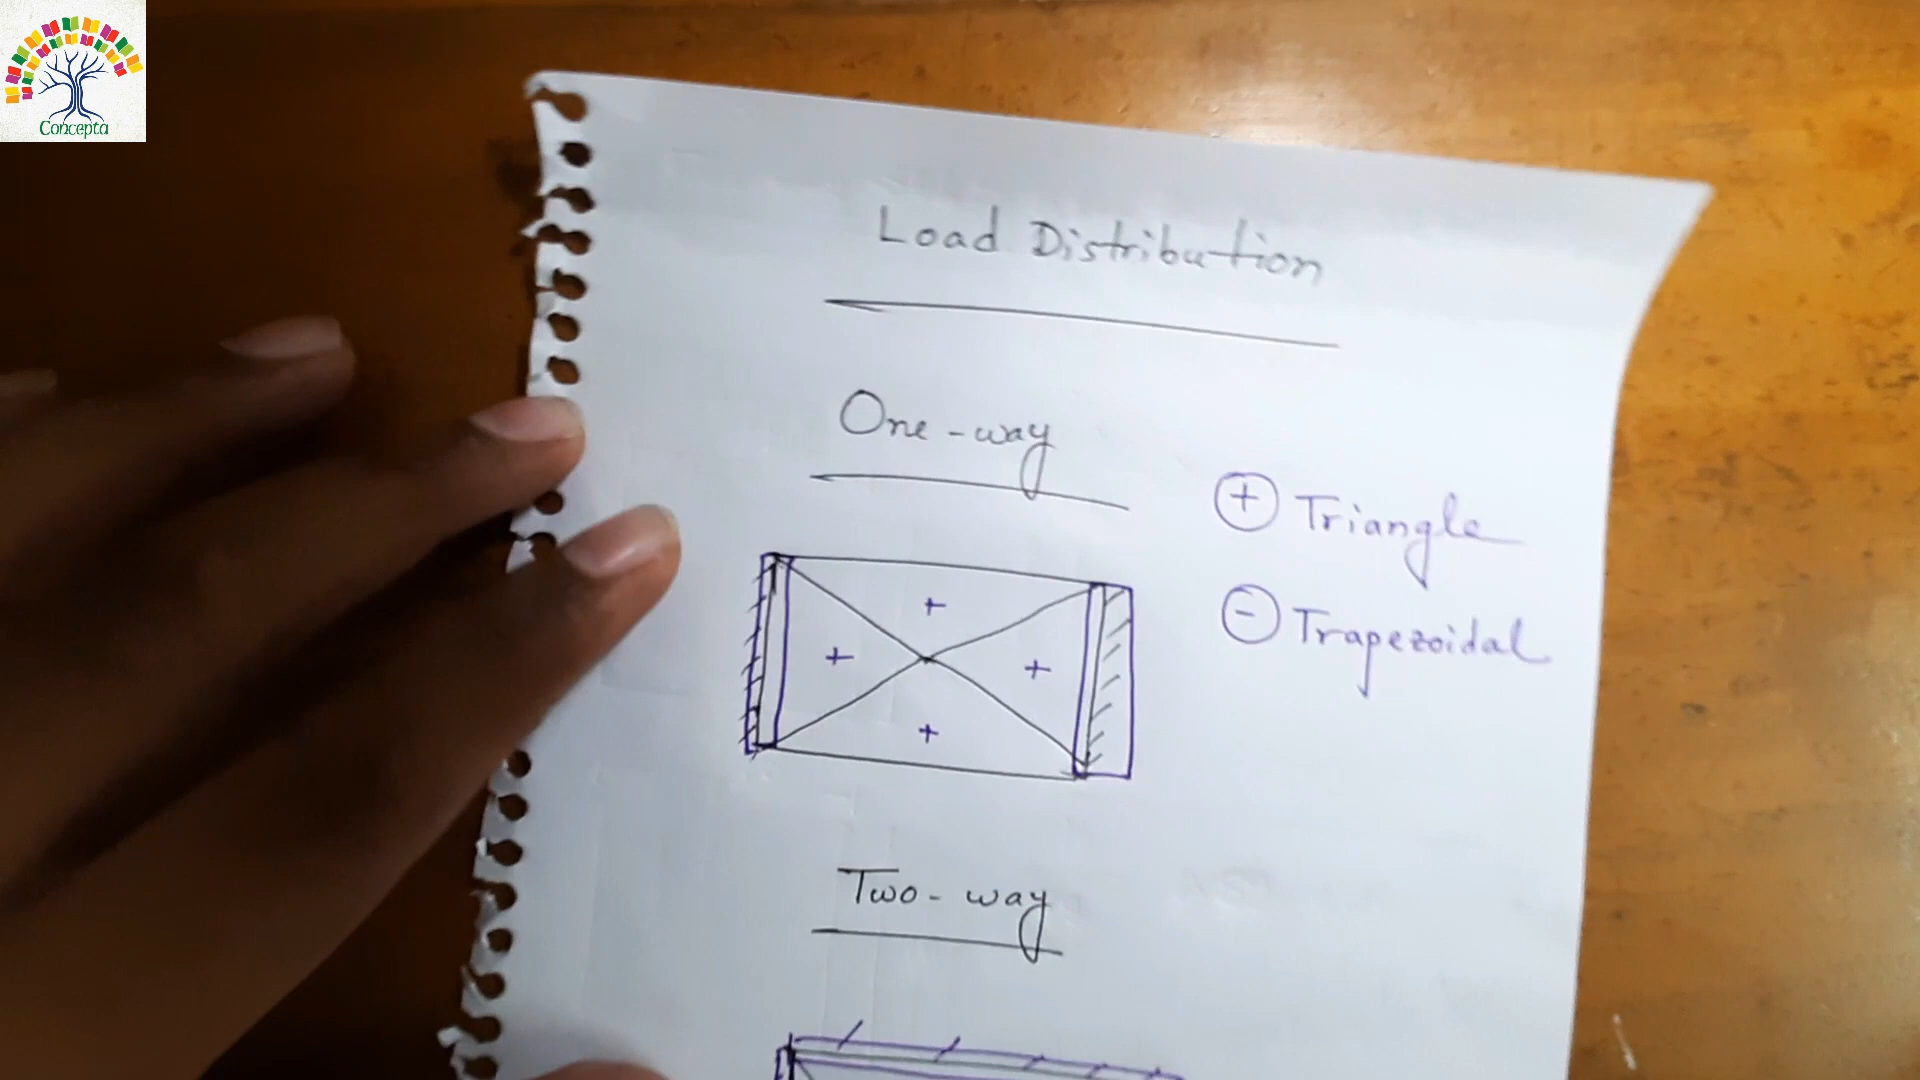 Concepta
Load Distribution
One-way
+ Triangle
- Trapezoidal
+
+ +
+
Two-way